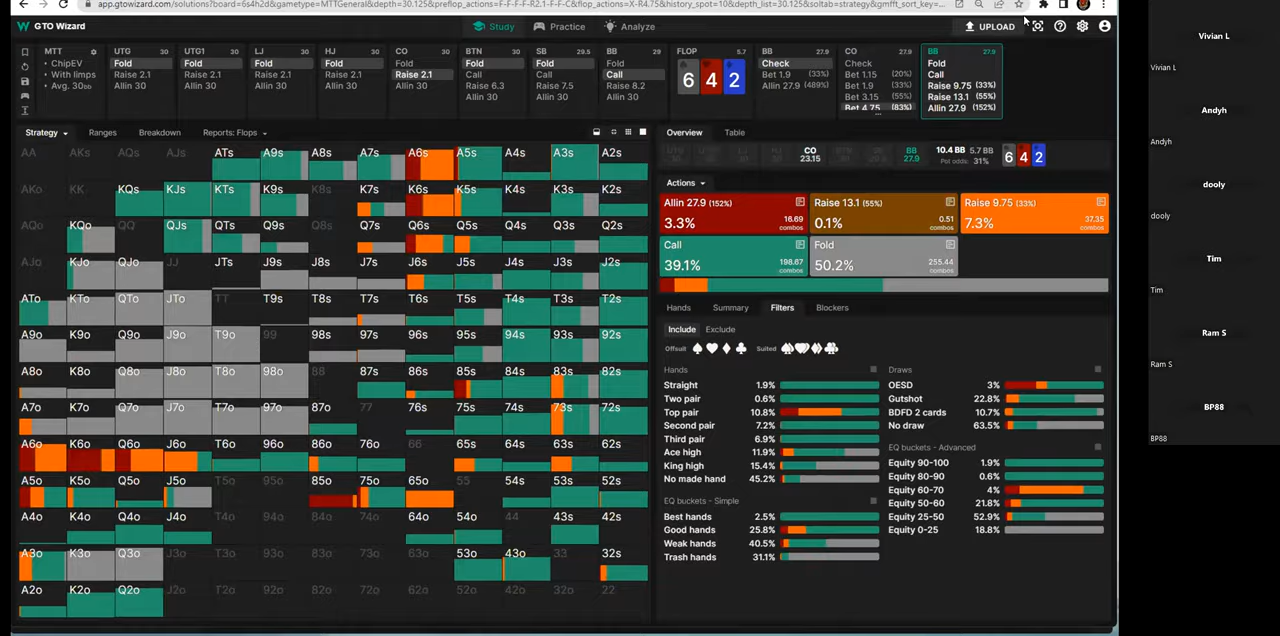 app.gtowizard.com/solutions?board=6s4h2d&gametype=MTTGeneral&depth=30.125&preflop_actions=F-F-F-F-R2.1-F-F-C&flop_actions=X-R4.75&history_spot=10&depth_list=30.125&soltab=strategy&gmfft_sort_key=...
GTO Wizard
Study
Practice
Analyze
UPLOAD
MTT
ChipEV
With limps
Avg. 30bb
UTG 30
Fold
Raise 2.1
Allin 30
UTG1 30
Fold
Raise 2.1
Allin 30
LJ 30
Fold
Raise 2.1
Allin 30
HJ 30
Fold
Raise 2.1
Allin 30
CO 30
Fold
Raise 2.1
Allin 30
BTN 30
Fold
Call
Raise 6.3
Allin 30
SB 29.5
Fold
Call
Raise 7.5
Allin 30
BB 29
Fold
Call
Raise 8.2
Allin 30
FLOP 5.7
6 4 2
BB 27.9
Check
Bet 1.9 (33%)
Allin 27.9 (489%)
CO 27.9
Check
Bet 1.15 (20%)
Bet 1.9 (33%)
Bet 3.15 (55%)
Bet 4.75 (83%)
BB 27.9
Fold
Call
Raise 9.75 (33%)
Raise 13.1 (55%)
Allin 27.9 (152%)
Strategy Ranges Breakdown Reports: Flops
AA AKs AQs AJs ATs A9s A8s A7s A6s A5s A4s A3s A2s
AKo KK KQs KJs KTs K9s K8s K7s K6s K5s K4s K3s K2s
AQo KQo QQ QJs QTs Q9s Q8s Q7s Q6s Q5s Q4s Q3s Q2s
AJo KJo QJo JJ JTs J9s J8s J7s J6s J5s J4s J3s J2s
ATo KTo QTo JTo TT T9s T8s T7s T6s T5s T4s T3s T2s
A9o K9o Q9o J9o T9o 99 98s 97s 96s 95s 94s 93s 92s
A8o K8o Q8o J8o T8o 98o 88 87s 86s 85s 84s 83s 82s
A7o K7o Q7o J7o T7o 97o 87o 77 76s 75s 74s 73s 72s
A6o K6o Q6o J6o T6o 96o 86o 76o 66 65s 64s 63s 62s
A5o K5o Q5o J5o T5o 95o 85o 75o 65o 55 54s 53s 52s
A4o K4o Q4o J4o T4o 94o 84o 74o 64o 54o 44 43s 42s
A3o K3o Q3o J3o T3o 93o 83o 73o 63o 53o 43o 33 32s
A2o K2o Q2o J2o T2o 92o 82o 72o 62o 52o 42o 32o 22
Overview Table
CO
23.15
BB
27.9
10.4 BB 5.7 BB
Pot odds: 31%
6 4 2
Actions
Allin 27.9 (152%)
3.3%
16.69
combos
Raise 13.1 (55%)
0.1%
0.51
combos
Raise 9.75 (33%)
7.3%
37.35
combos
Call
39.1%
198.67
combos
Fold
50.2%
255.44
combos
Hands Summary Filters Blockers
Include Exclude
Offsuit
Suited
Hands
Straight 1.9%
Two pair 0.6%
Top pair 10.8%
Second pair 7.2%
Third pair 6.9%
Ace high 11.9%
King high 15.4%
No made hand 45.2%
EQ buckets - Simple
Best hands 2.5%
Good hands 25.8%
Weak hands 40.5%
Trash hands 31.1%
Draws
OESD 3%
Gutshot 22.8%
BDFD 2 cards 10.7%
No draw 63.5%
EQ buckets - Advanced
Equity 90-100 1.9%
Equity 80-90 0.6%
Equity 60-70 4%
Equity 50-60 21.8%
Equity 25-50 52.9%
Equity 0-25 18.8%
Vivian L
Vivian L
Andyh
Andyh
dooly
dooly
Tim
Tim
Ram S
Ram S
BP88
BP88